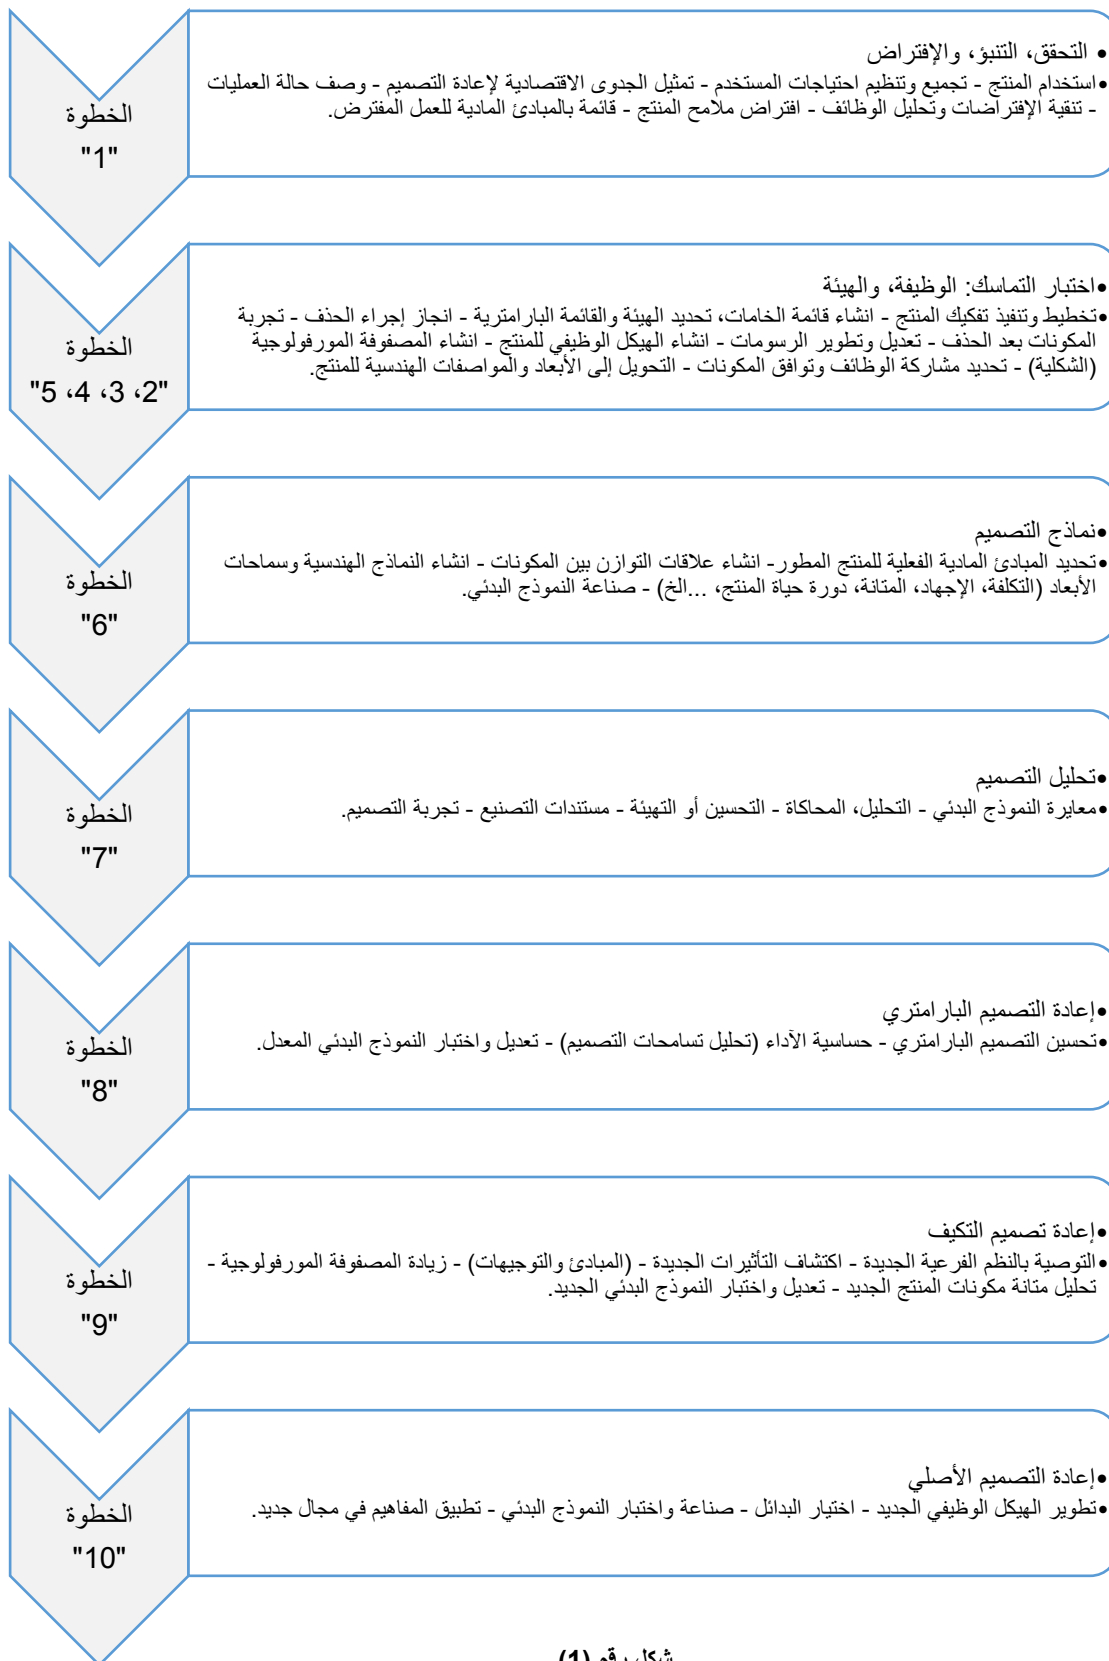 • التحقق، التنبؤ، والإفتراض
•استخدام المنتج - تجميع وتنظيم احتياجات المستخدم - تمثيل الجدوى الاقتصادية لإعادة التصميم - وصف حالة العمليات
- تنقية الإفتراضات وتحليل الوظائف - افتراض ملامح المنتج - قائمة بالمبادئ المادية للعمل المفترض.
الخطوة
"1"
•اختبار التماسك: الوظيفة، والهيئة
•تخطيط وتنفيذ تفكيك المنتج - انشاء قائمة الخامات، تحديد الهيئة والقائمة البارامترية - انجاز إجراء الحذف - تجربة
المكونات بعد الحذف - تعديل وتطوير الرسومات - انشاء الهيكل الوظيفي للمنتج - انشاء المصفوفة المورفولوجية
(الشكلية) - تحديد مشاركة الوظائف وتوافق المكونات - التحويل إلى الأبعاد والمواصفات الهندسية للمنتج.
الخطوة
"2، 3، 4، 5"
•نماذج التصميم
•تحديد المبادئ المادية الفعلية للمنتج المطور- انشاء علاقات التوازن بين المكونات - انشاء النماذج الهندسية وسماحات
الأبعاد (التكلفة، الإجهاد، المتانة، دورة حياة المنتج، ...الخ) - صناعة النموذج البدئي.
الخطوة
"6"
•تحليل التصميم
•معايرة النموذج البدئي - التحليل، المحاكاة - التحسين أو التهيئة - مستندات التصنيع - تجربة التصميم.
الخطوة
"7"
•إعادة التصميم البارامتري
•تحسين التصميم البارامتري - حساسية الآداء (تحليل تسامحات التصميم) - تعديل واختبار النموذج البدئي المعدل.
الخطوة
"8"
•إعادة تصميم التكيف
•التوصية بالنظم الفرعية الجديدة - اكتشاف التأثيرات الجديدة - (المبادئ والتوجيهات) - زيادة المصفوفة المورفولوجية -
تحليل متانة مكونات المنتج الجديد - تعديل واختبار النموذج البدئي الجديد.
الخطوة
"9"
•إعادة التصميم الأصلي
•تطوير الهيكل الوظيفي الجديد - اختيار البدائل - صناعة واختبار النموذج البدئي - تطبيق المفاهيم في مجال جديد.
الخطوة
"10"
شكل رقم (1)